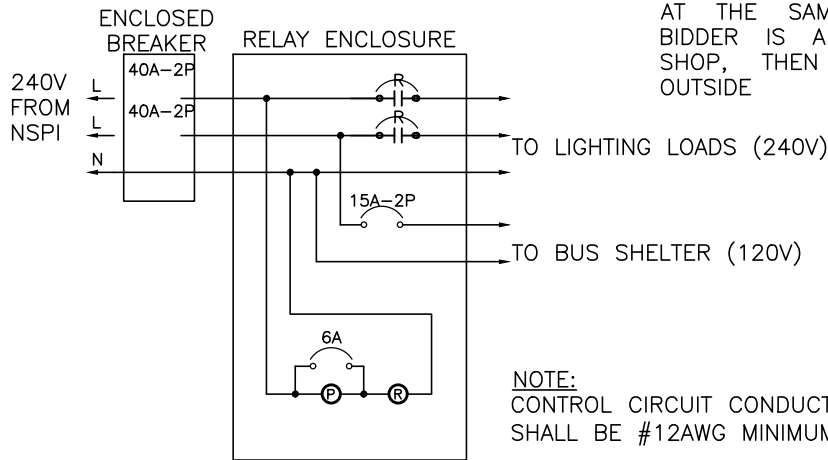 ENCLOSED
BREAKER
RELAY ENCLOSURE
AT THE SAM
BIDDER IS A
SHOP, THEN
OUTSIDE
240V
FROM
NSPI
L
L
N
40A-2P
40A-2P
R
R
TO LIGHTING LOADS (240V)
15A-2P
TO BUS SHELTER (120V)
6A
P
R
NOTE:
CONTROL CIRCUIT CONDUCT
SHALL BE #12AWG MINIMUM